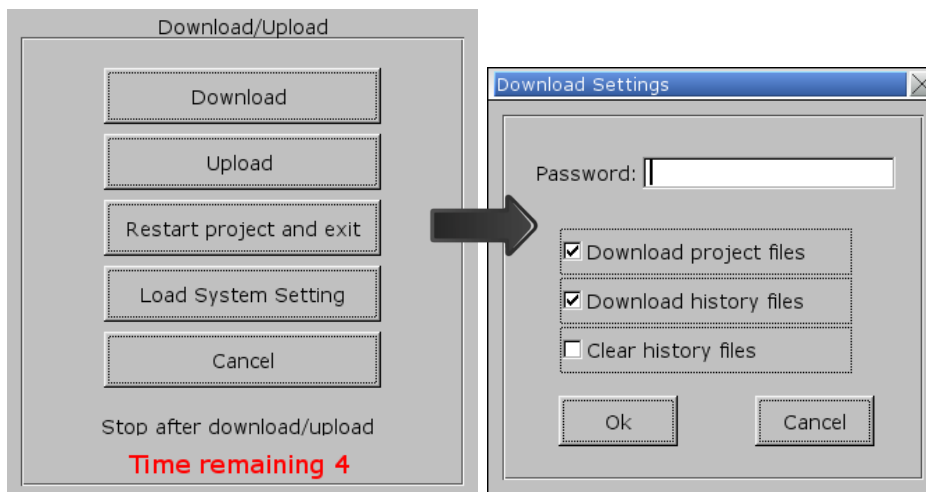 Download/Upload
Download
Upload
Restart project and exit
Load System Setting
Cancel
Stop after download/upload
Time remaining 4
Download Settings
Password:
Download project files
Download history files
Clear history files
Ok
Cancel